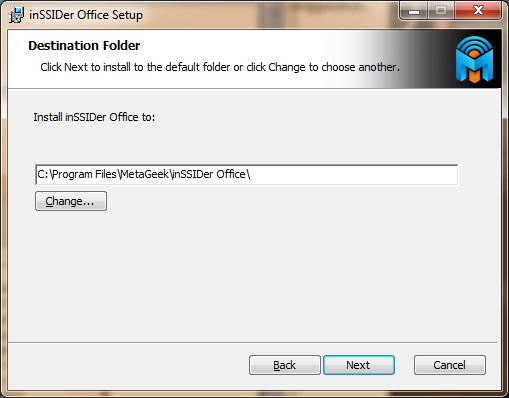 inSSIDer Office Setup
Destination Folder
Click Next to install to the default folder or click Change to choose another.
Install inSSIDer Office to:
C:\Program Files\MetaGeek\inSSIDer Office\
Change...
Back
Next
Cancel